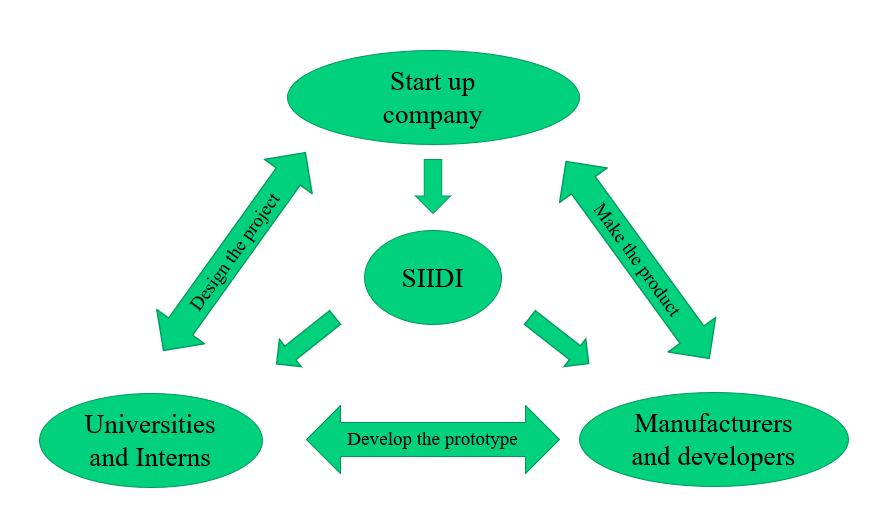 Start up
company
Design the project
Make the product
SIIDI
Universities
and Interns
Develop the prototype
Manufacturers
and developers